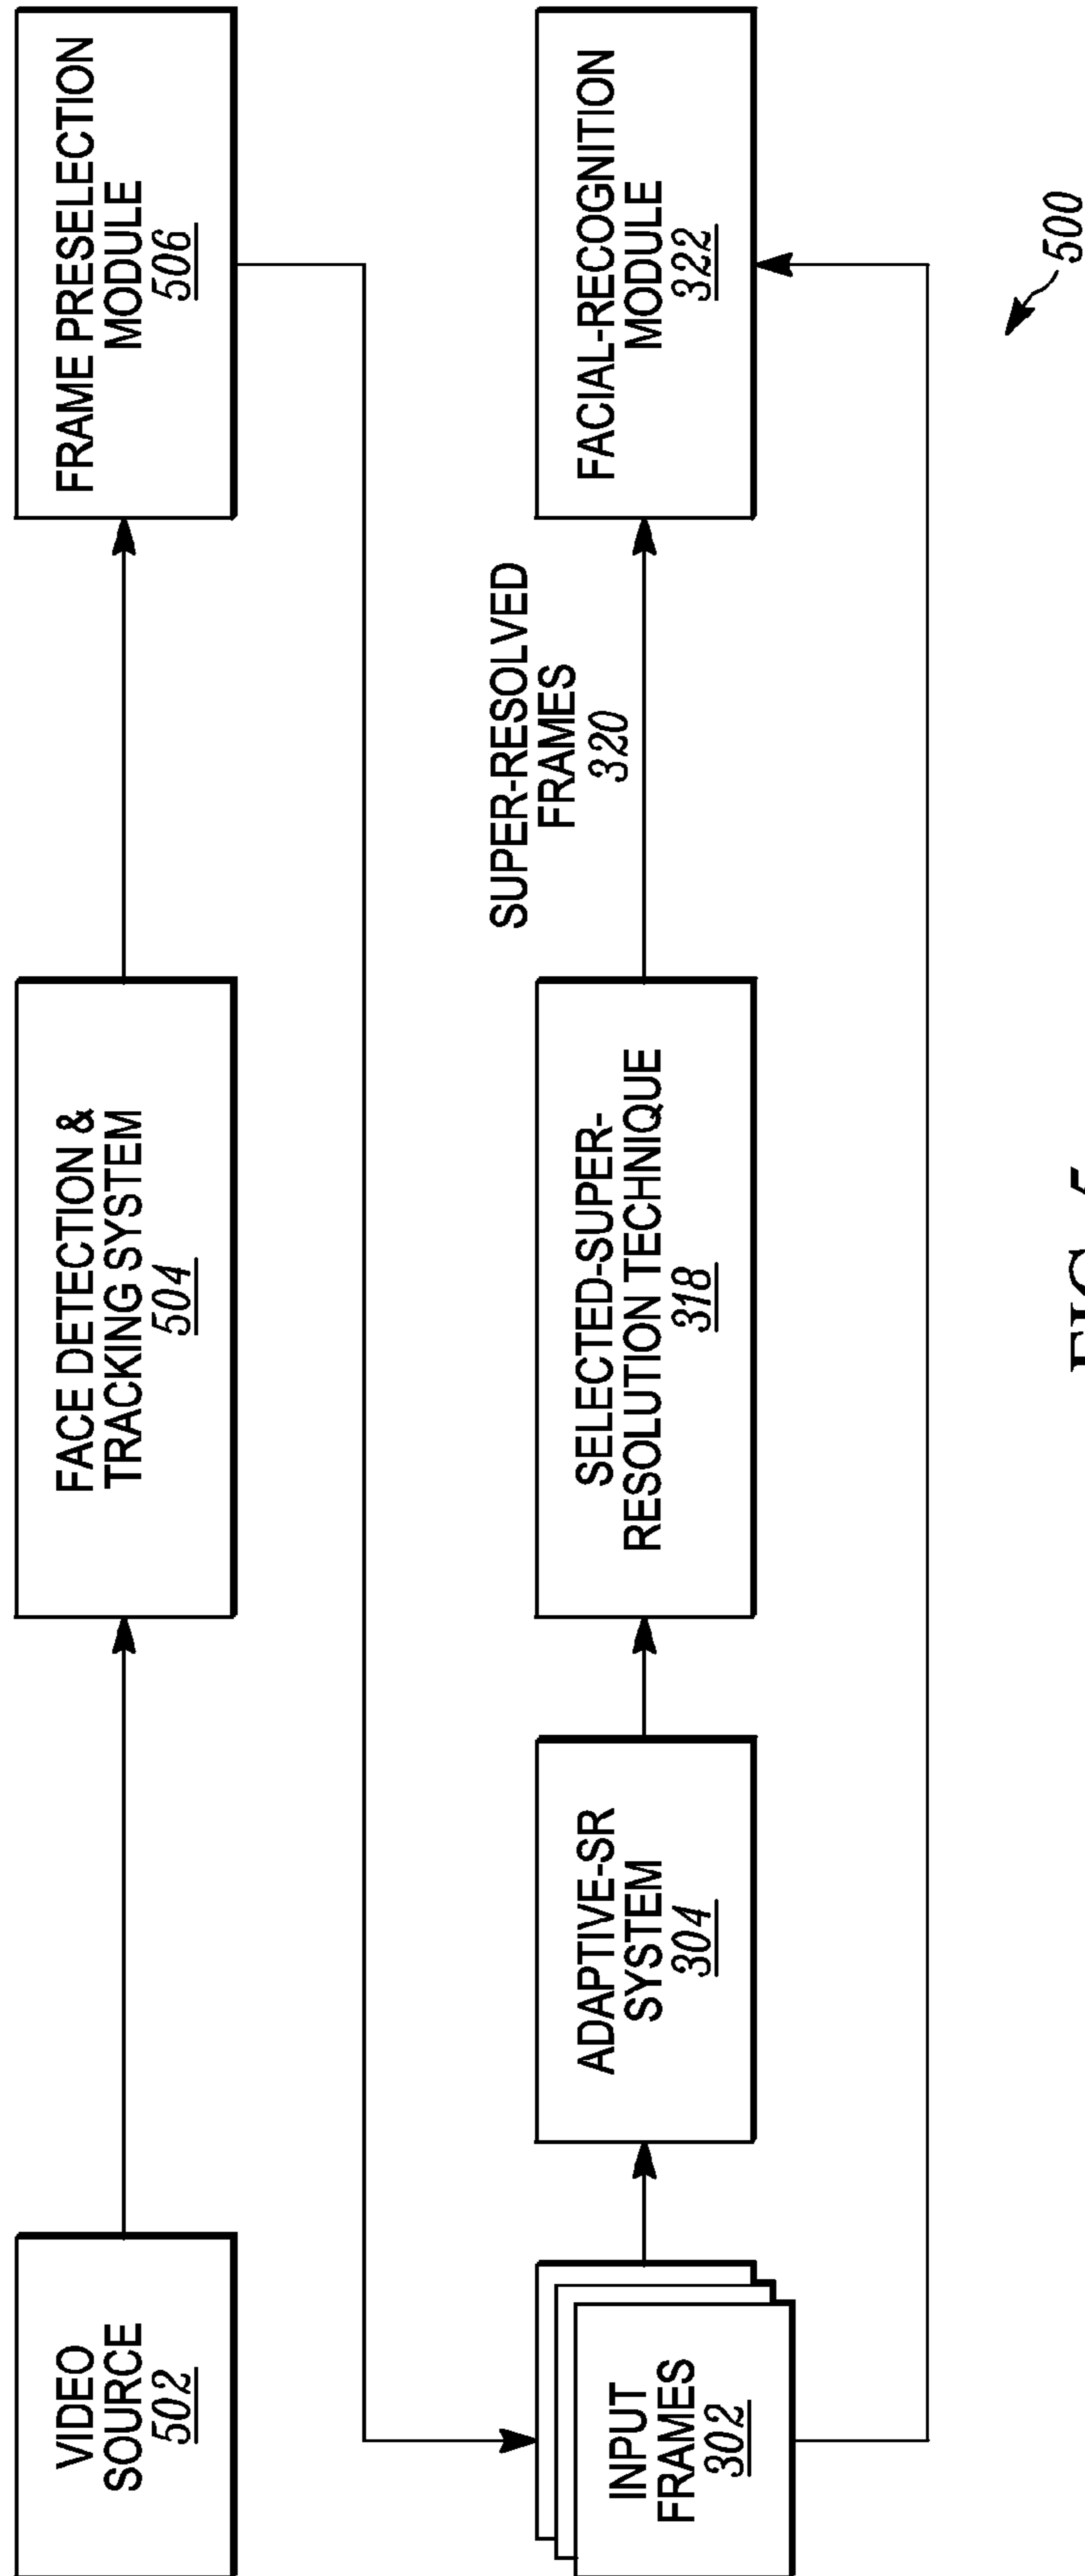 VIDEO
SOURCE
502
FACE DETECTION &
TRACKING SYSTEM
504
FRAME PRESELECTION
MODULE
506
INPUT
FRAMES
302
ADAPTIVE-SR
SYSTEM
304
SELECTED-SUPER-
RESOLUTION TECHNIQUE
318
SUPER-RESOLVED
FRAMES
320
FACIAL-RECOGNITION
MODULE
322
500